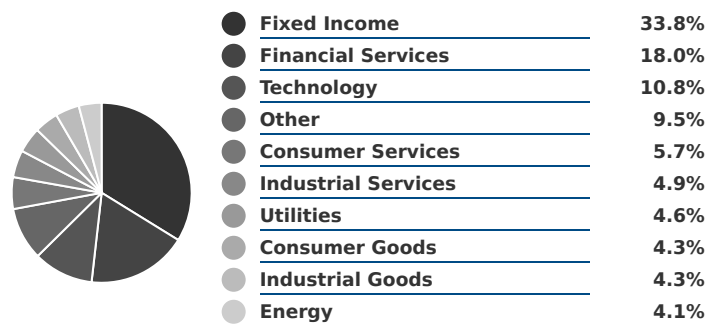 Fixed Income 33.8%
Financial Services 18.0%
Technology 10.8%
Other 9.5%
Consumer Services 5.7%
Industrial Services 4.9%
Utilities 4.6%
Consumer Goods 4.3%
Industrial Goods 4.3%
Energy 4.1%